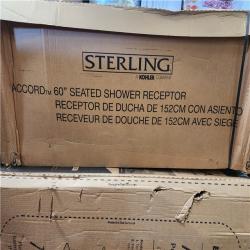 STERLING
A KOHLER COMPANY
ACCORD™ 60" SEATED SHOWER RECEPTOR
RECEPTOR DE DUCHA DE 152CM CON ASIENTO
RECEVEUR DE DOUCHE DE 152CM AVEC SIEGE